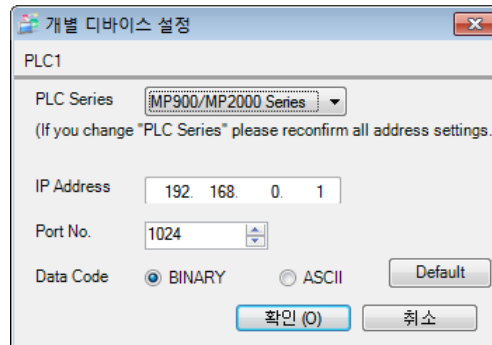 개별 디바이스 설정
PLC1
PLC Series MP900/MP2000 Series
(If you change "PLC Series" please reconfirm all address settings.
IP Address 192. 168. 0. 1
Port No. 1024
Data Code BINARY ASCII Default
확인 (O) 취소